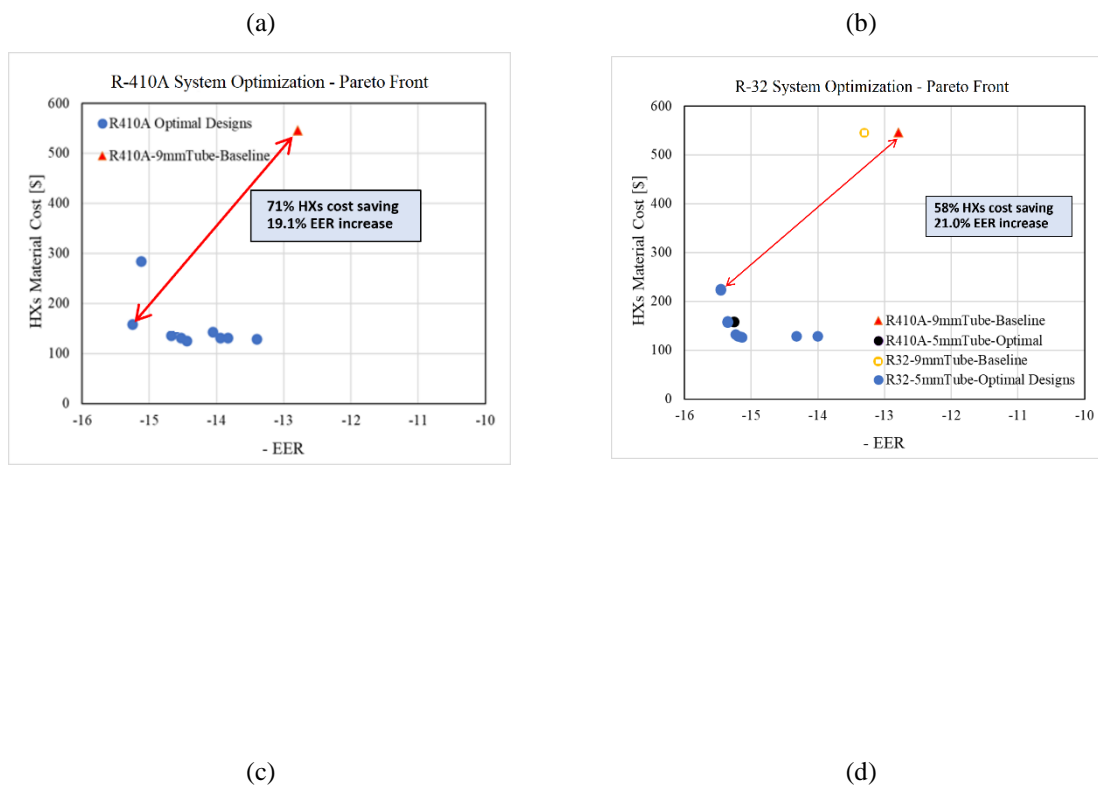 (a)
(b)
R-410A System Optimization - Pareto Front
600
500
400
300
200
100
0
HXs Material Cost [$]
R410A Optimal Designs
R410A-9mmTube-Baseline
71% HXs cost saving
19.1% EER increase
-16
-15
-14
-13
-12
-11
-10
- EER
R-32 System Optimization - Pareto Front
600
500
400
300
200
100
0
HXs Material Cost [$]
58% HXs cost saving
21.0% EER increase
R410A-9mmTube-Baseline
R410A-5mmTube-Optimal
R32-9mmTube-Baseline
R32-5mmTube-Optimal Designs
-16
-15
-14
-13
-12
-11
-10
- EER
(c)
(d)